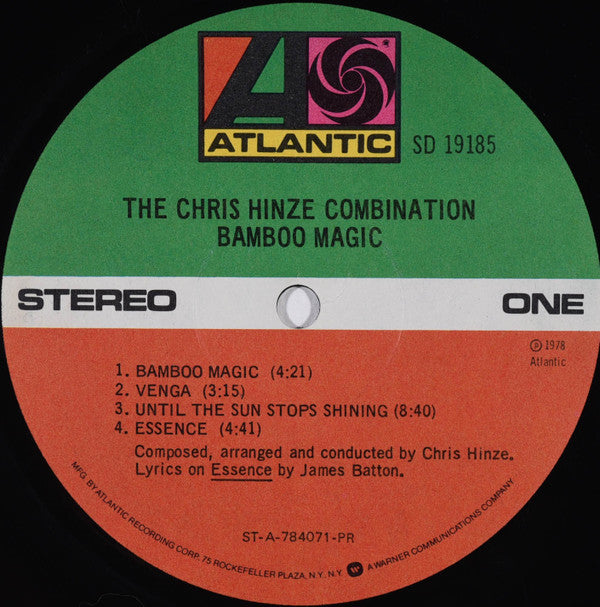 ATLANTIC
SD 19185
THE CHRIS HINZE COMBINATION
BAMBOO MAGIC
STEREO
ONE
℗ 1978
Atlantic
1. BAMBOO MAGIC (4:21)
2. VENGA (3:15)
3. UNTIL THE SUN STOPS SHINING (8:40)
4. ESSENCE (4:41)
Composed, arranged and conducted by Chris Hinze.
Lyrics on Essence by James Batton.
ST-A-784071-PR
MFG. BY ATLANTIC RECORDING CORP. 75 ROCKEFELLER PLAZA, N.Y. N.Y. A WARNER COMMUNICATIONS COMPANY